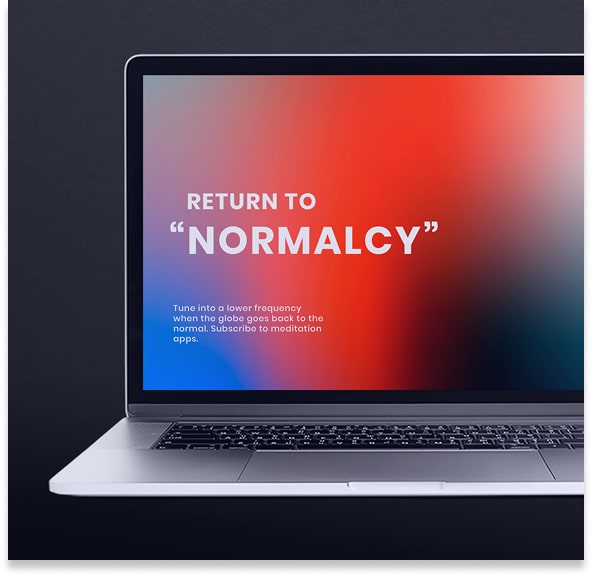 RETURN TO
“NORMALCY”
Tune into a lower frequency
when the globe goes back to the
normal. Subscribe to meditation
apps.